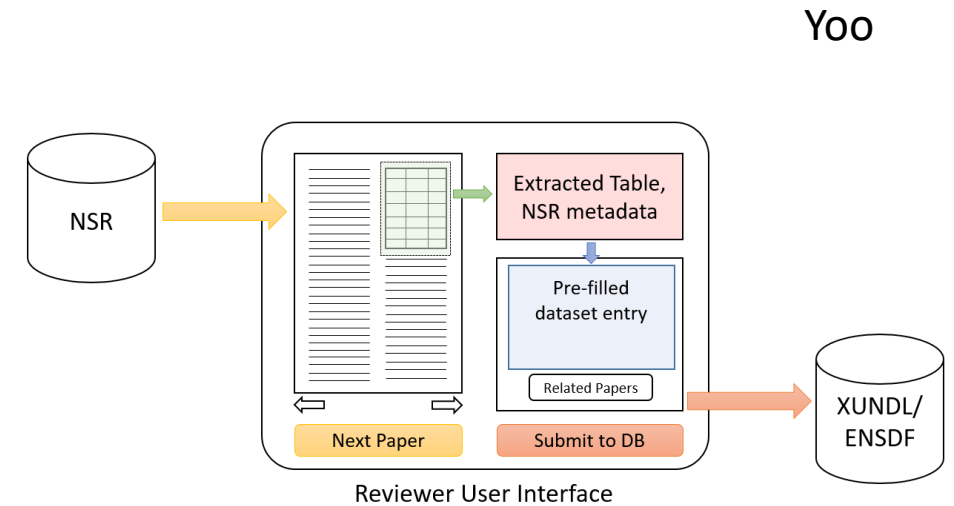 Yoo
NSR
Extracted Table,
NSR metadata
Pre-filled
dataset entry
Related Papers
Next Paper
Submit to DB
XUNDL/
ENSDF
Reviewer User Interface